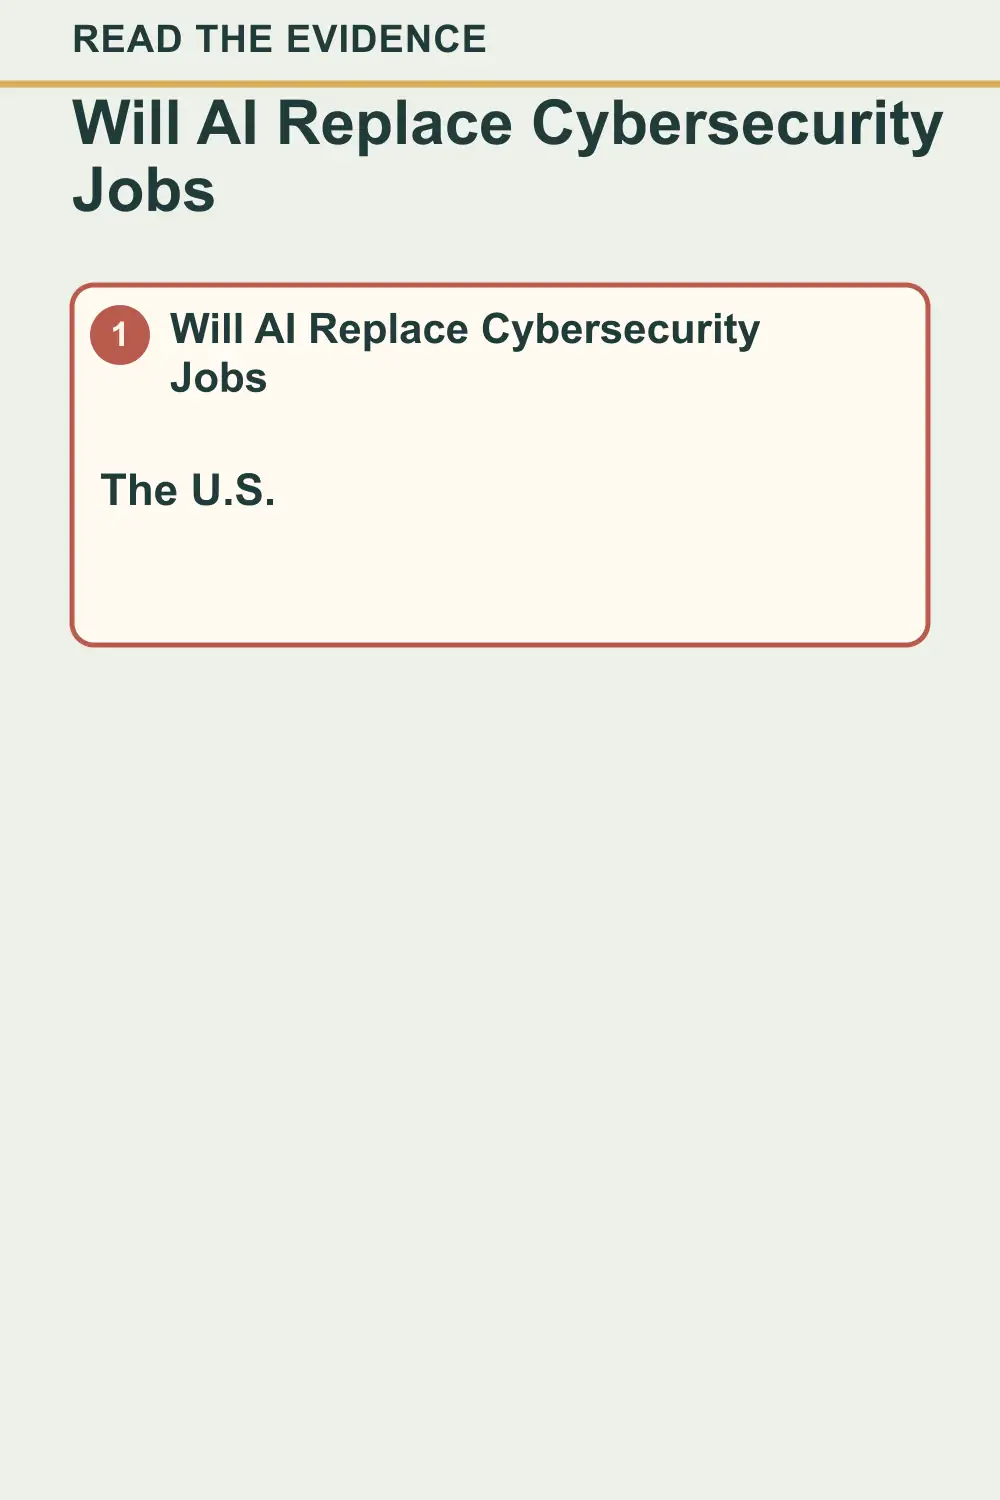 READ THE EVIDENCE
Will AI Replace Cybersecurity
Jobs
1
Will AI Replace Cybersecurity
Jobs
The U.S.